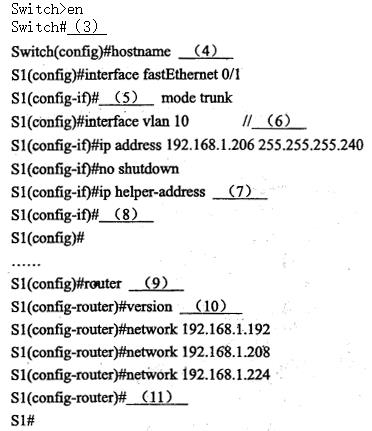 Switch>en
Switch# (3)
Switch(config)#hostname (4)
S1(config)#interface fastEthernet 0/1
S1(config-if)# (5) mode trunk
S1(config)#interface vlan 10 // (6)
S1(config-if)#ip address 192.168.1.206 255.255.255.240
S1(config-if)#no shutdown
S1(config-if)#ip helper-address (7)
S1(config-if)# (8)
S1(config)#
......
S1(config)#router (9)
S1(config-router)#version (10)
S1(config-router)#network 192.168.1.192
S1(config-router)#network 192.168.1.208
S1(config-router)#network 192.168.1.224
S1(config-router)# (11)
S1#